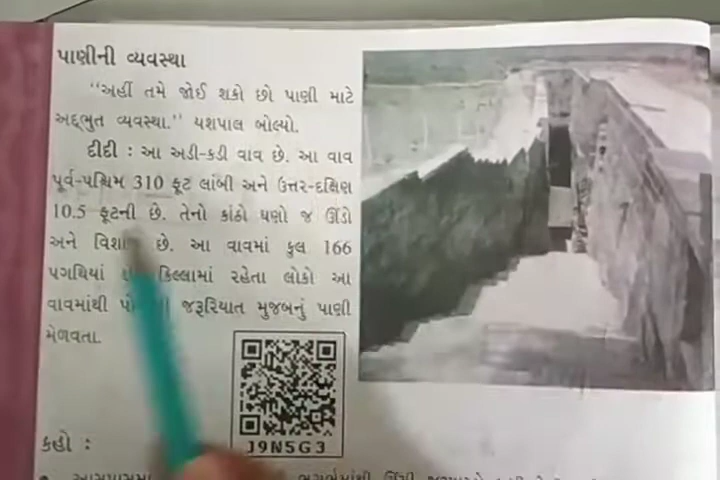 પાણીની વ્યવસ્થા
“અહીં તમે જોઈ શકો છો પાણી માટે
અદ્ભુત વ્યવસ્થા.” યશપાલ બોલ્યો.
દીદી : આ અડી-કડી વાવ છે. આ વાવ
પૂર્વ-પશ્ચિમ 310 ફૂટ લાંબી અને ઉત્તર-દક્ષિણ
10.5 ફૂટની છે. તેનો કાંઠો ઘણો જ ઊંડો
અને છે. આ વાવમાં કુલ 166
પગથિયાં કિલ્લામાં રહેતા લોકો આ
વાવમાંથી જરૂરિયાત મુજબનું પાણી
મેળવતા.
J9N5G3
કહો :